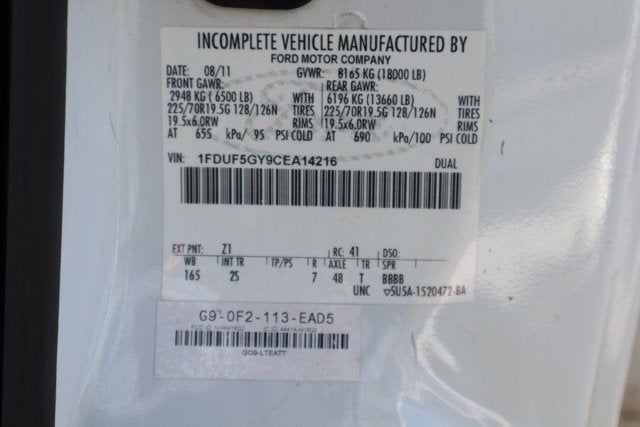 INCOMPLETE VEHICLE MANUFACTURED BY
FORD MOTOR COMPANY
DATE: 08/11 GVWR: 8165 KG (18000 LB)
FRONT GAWR: REAR GAWR:
2948 KG (6500 LB) WITH 6196 KG (13660 LB) WITH
225/70R19.5G 128/126N TIRES 225/70R19.5G 128/126N TIRES
19.5x6.0RW RIMS 19.5x6.0RW RIMS
AT 655 kPa/ 95 PSI COLD AT 690 kPa/100 PSI COLD
VIN: 1FDUF5GY9CEA14216 DUAL
EXT PNT: Z1 RC: 41 DSO:
WB INT TR TP/PS R AXLE TR SPR
165 2S 7 48 T BBBB
UNC 5U5A-1520472-BA
G9-0F2-113-EAD5
FCC ID:
GO9-LTEATT